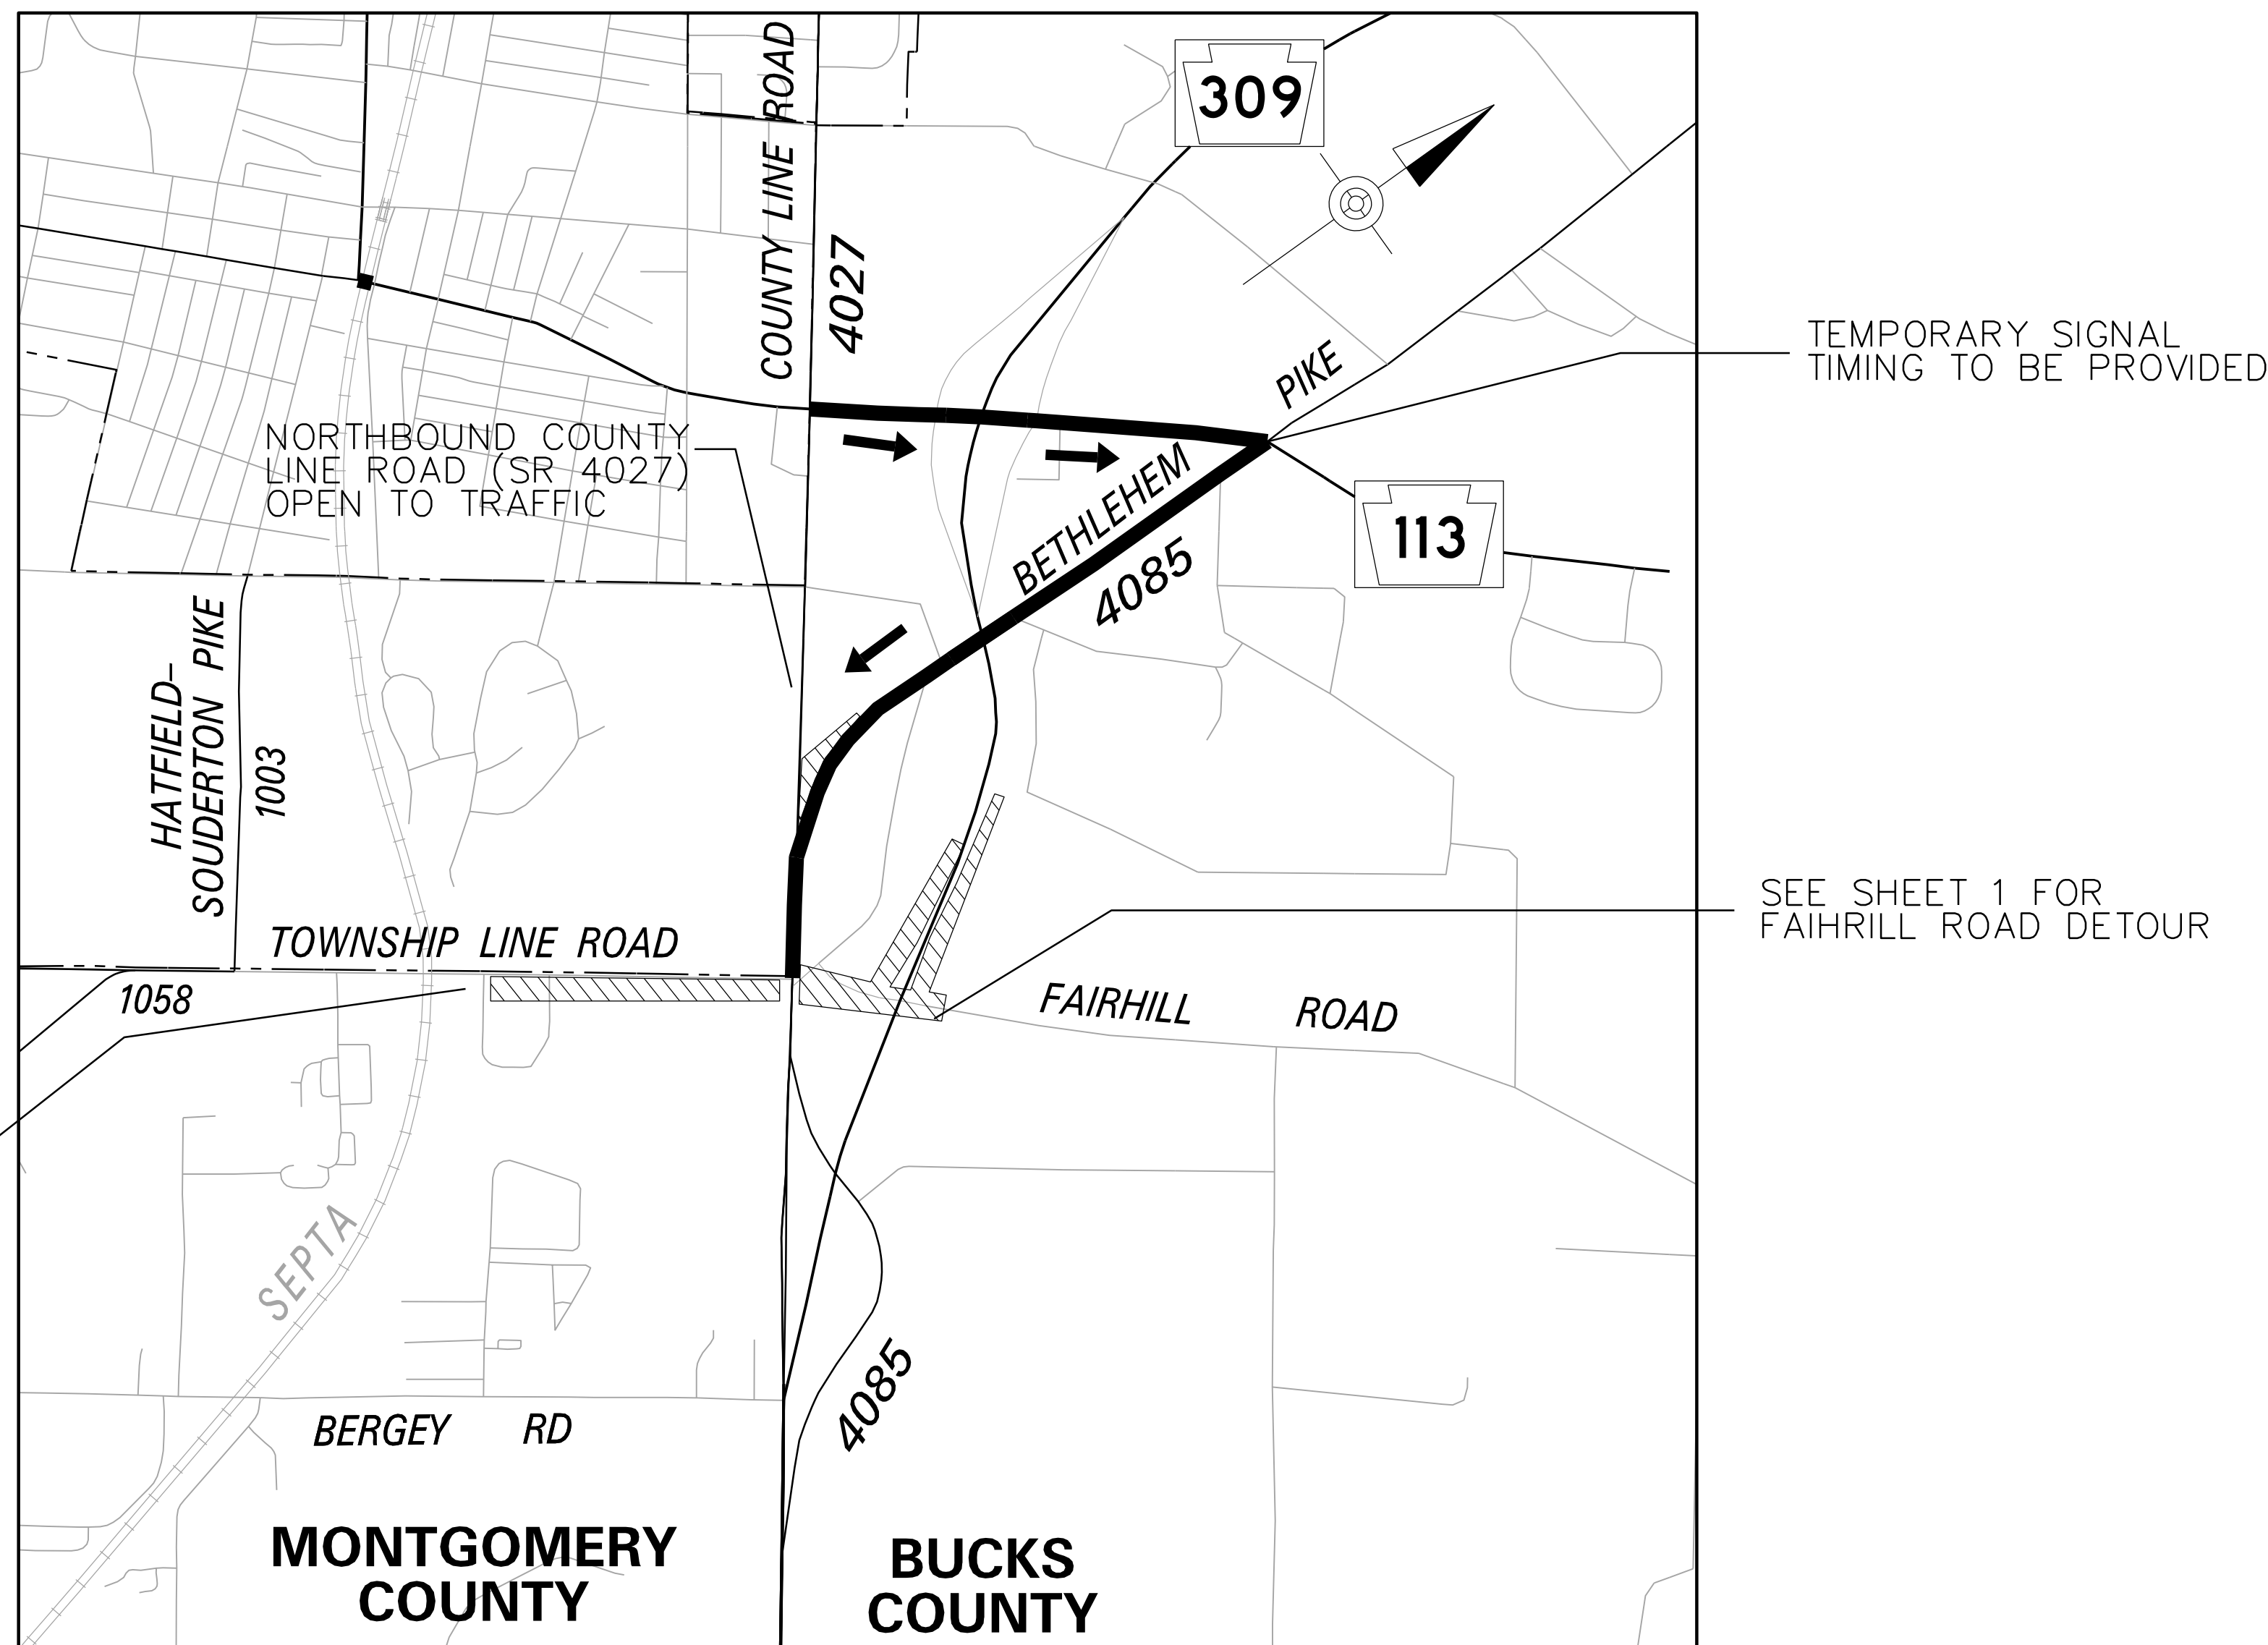 COUNTY LINE ROAD
4027
309
TEMPORARY SIGNAL
TIMING TO BE PROVIDED
PIKE
BETHLEHEM
4085
113
NORTHBOUND COUNTY
LINE ROAD (SR 4027)
OPEN TO TRAFFIC
HATFIELD-
SOUDERTON PIKE
1003
SEE SHEET 1 FOR
FAIHRILL ROAD DETOUR
TOWNSHIP LINE ROAD
1058
FAIRHILL ROAD
SEPTA
4085
BERGEY RD
MONTGOMERY
COUNTY
BUCKS
COUNTY